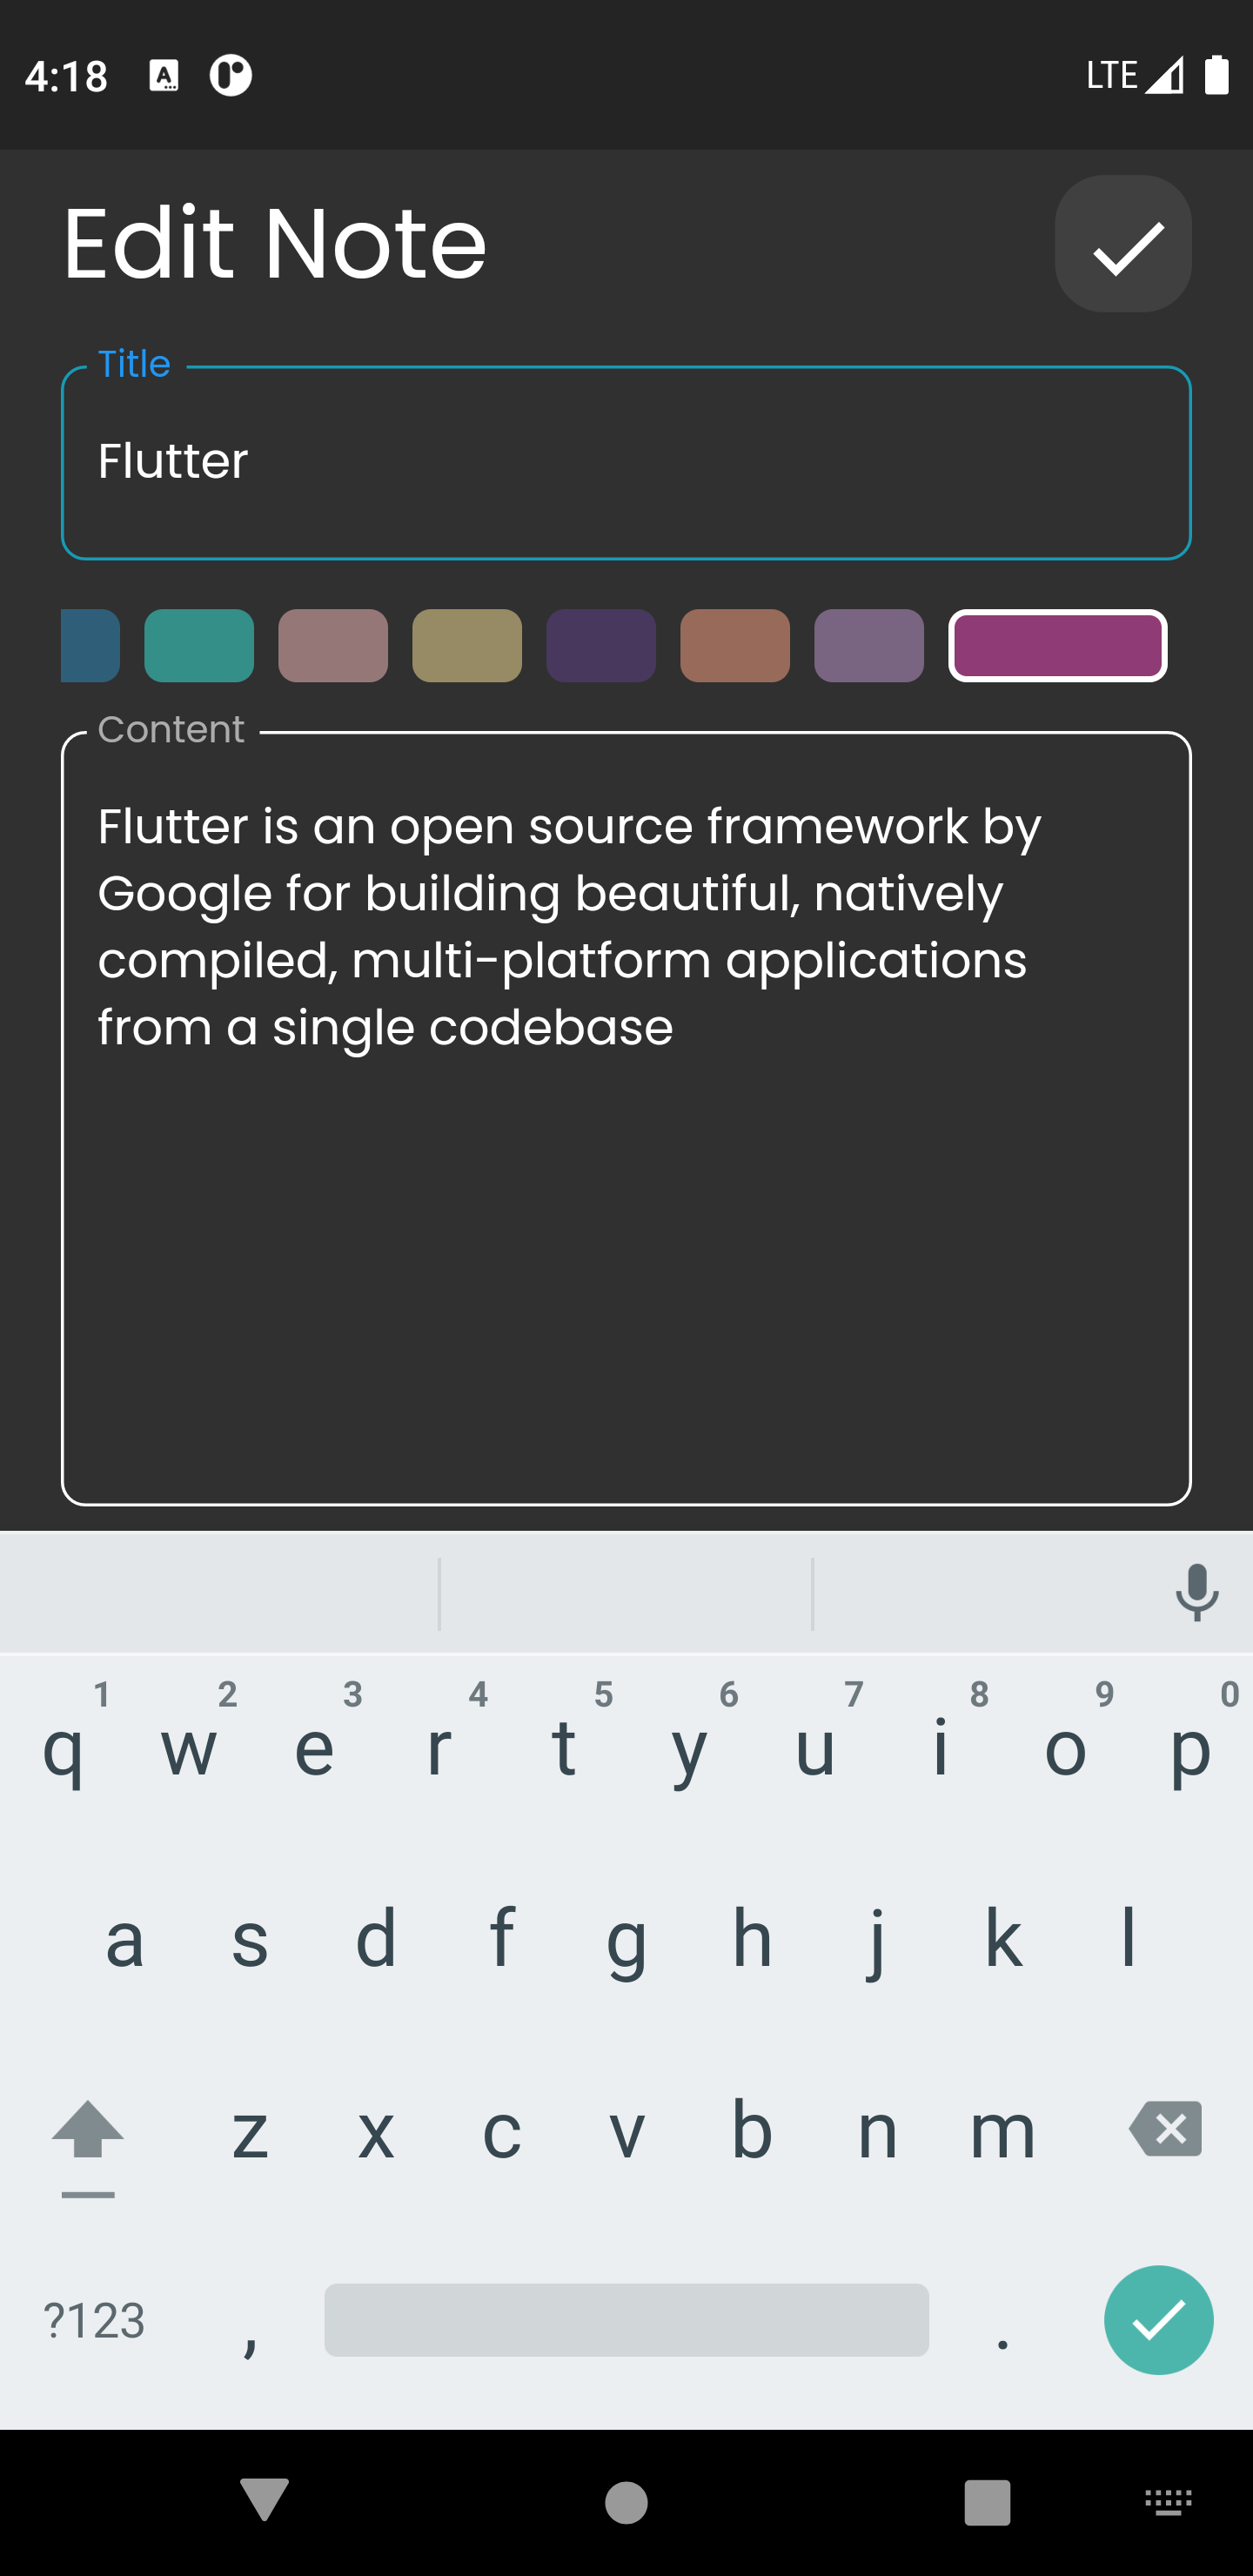 4:18
A
LTE
Edit Note
Title
Flutter
Content
Flutter is an open source framework by
Google for building beautiful, natively
compiled, multi-platform applications
from a single codebase
1 2 3 4 5 6 7 8 9 0
q w e r t y u i o p
a s d f g h j k l
z x c v b n m
?123 , .